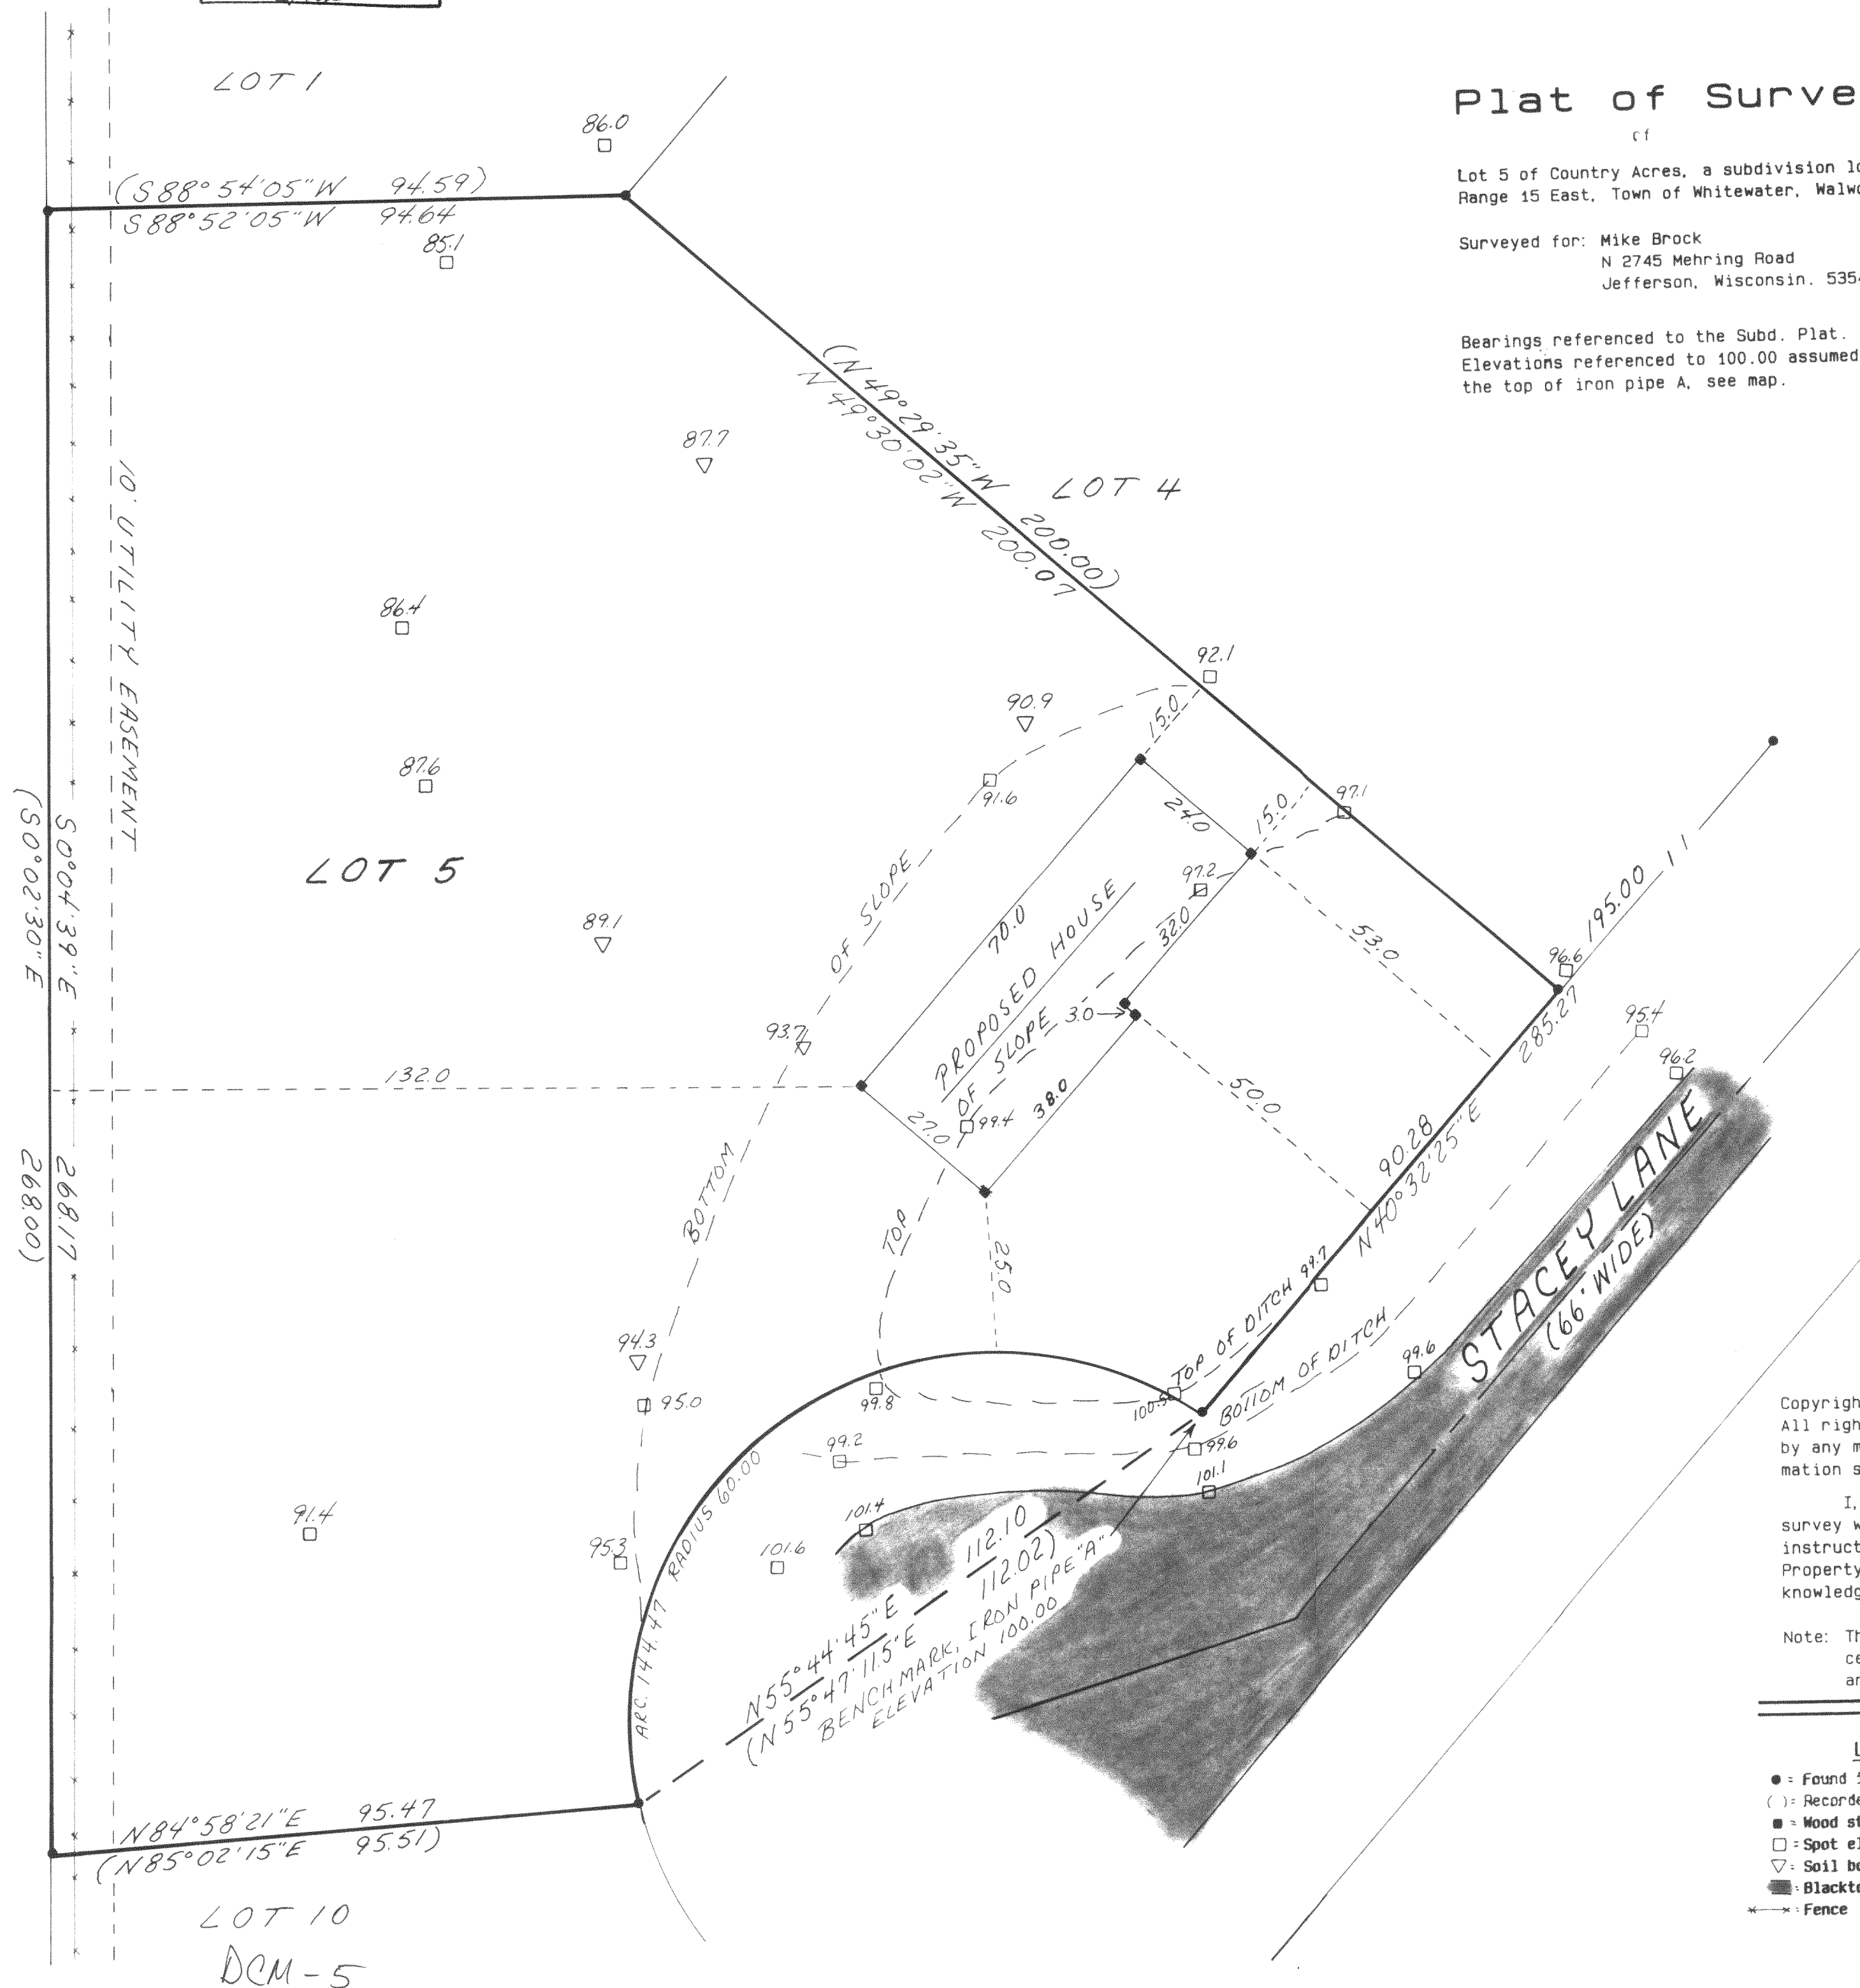 LOT 1
86.0
Plat of Surve
of
Lot 5 of Country Acres, a subdivision lo
Range 15 East, Town of Whitewater, Walwo
Surveyed for: Mike Brock
N 2745 Mehring Road
Jefferson, Wisconsin. 535
Bearings referenced to the Subd. Plat.
Elevations referenced to 100.00 assumed
the top of iron pipe A, see map.
(S88°54'05"W 94.59)
S88°52'05"W 94.64
85.1
(N49°29'35"W 200.00)
N49°30'02"W 200.07
87.7
LOT 4
10' UTILITY EASEMENT
86.4
92.1
90.9
15.0
87.6
91.6
24.0
15.0
97.1
LOT 5
S0°04'39"E 268.17
(S0°02'30"E 268.00)
97.2
32.0
OF SLOPE
89.1
70.0
PROPOSED HOUSE
53.0
195.00
96.6
285.27
3.0
95.4
93.7
96.2
132.0
OF SLOPE
38.0
50.0
27.0
99.4
90.28
N40°32'25"E
BOTTOM
TOP
25.0
STACEY LANE
(66' WIDE)
99.7
TOP OF DITCH
BOTTOM OF DITCH
94.3
95.0
99.8
100.5
99.6
99.2
99.6
101.1
RADIUS 60.00
ARC 144.47
91.4
95.3
101.6
101.4
112.10
112.02)
N55°44'45"E
(N55°47'11.5"E
BENCHMARK, IRON PIPE "A"
ELEVATION 100.00
Copyrigh
All righ
by any m
mation s
I,
survey w
instruct
Property
knowledg
Note: Th
ce
an
L
● = Found
( )= Recorde
■ = Wood st
□ = Spot el
▽ = Soil bo
= Blackto
x—x = Fence
N84°58'21"E 95.47
(N85°02'15"E 95.51)
LOT 10
DCM-5